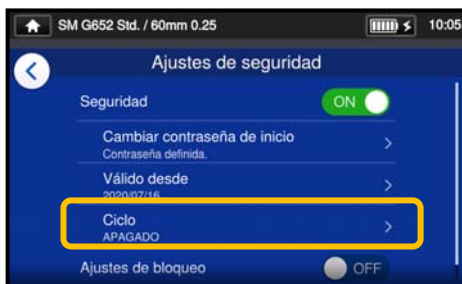 SM G652 Std. / 60mm 0.25
10:05
Ajustes de seguridad
Seguridad
ON
Cambiar contraseña de inicio
Contraseña definida.
Válido desde
2020/07/16
Ciclo
APAGADO
Ajustes de bloqueo
OFF